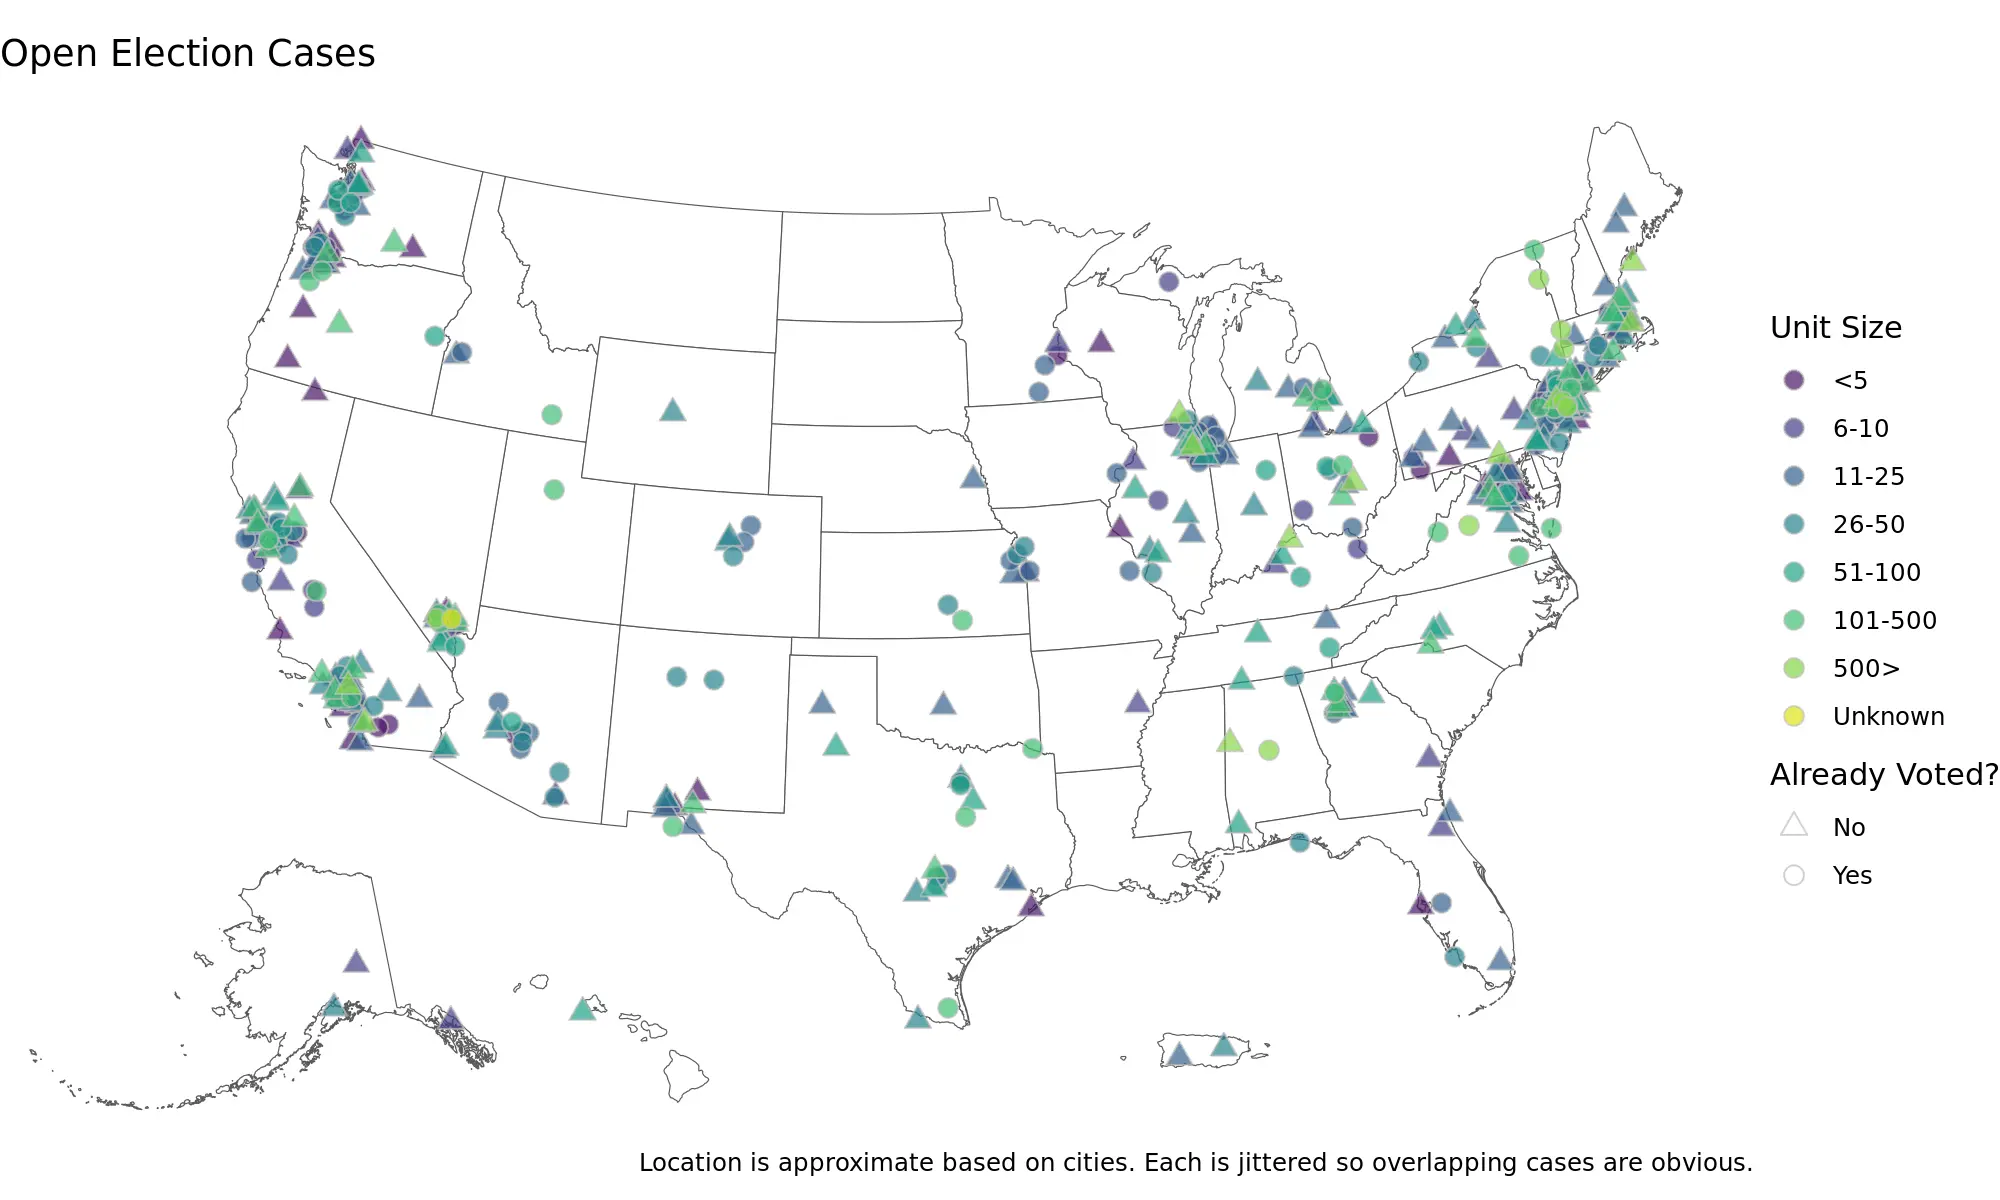 Open Election Cases
Unit Size
<5
6-10
11-25
26-50
51-100
101-500
500>
Unknown
Already Voted?
No
Yes
Location is approximate based on cities. Each is jittered so overlapping cases are obvious.